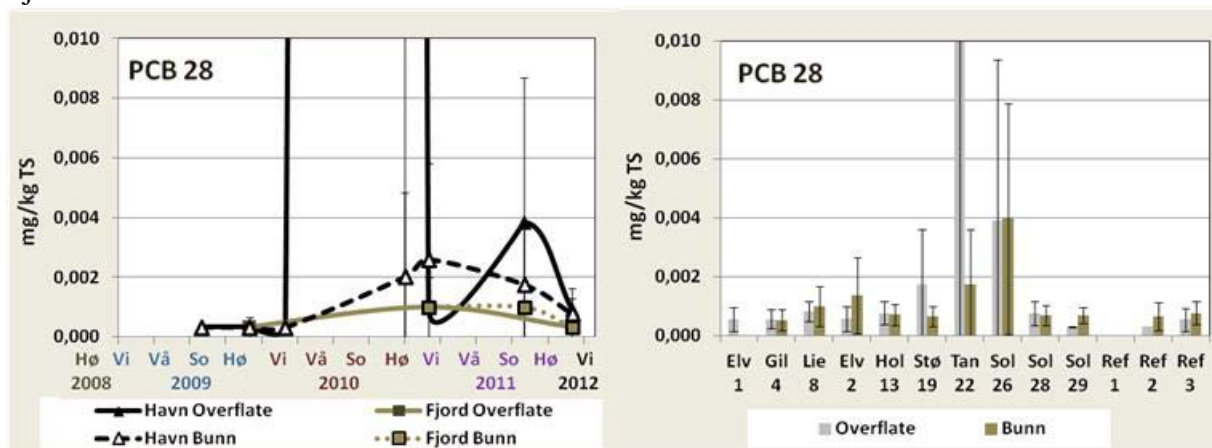 PCB 28
mg/kg TS
0,010
0,008
0,006
0,004
0,002
0,000
Hø Vi Vå So Hø Vi Vå So Hø Vi Vå So Hø Vi
2008 2009 2010 2011 2012
Havn Overflate Fjord Overflate
Havn Bunn Fjord Bunn
PCB 28
mg/kg TS
0,010
0,008
0,006
0,004
0,002
0,000
Elv Gil Lie Elv Hol Stø Tan Sol Sol Sol Ref Ref Ref
1 4 8 2 13 19 22 26 28 29 1 2 3
Overflate Bunn